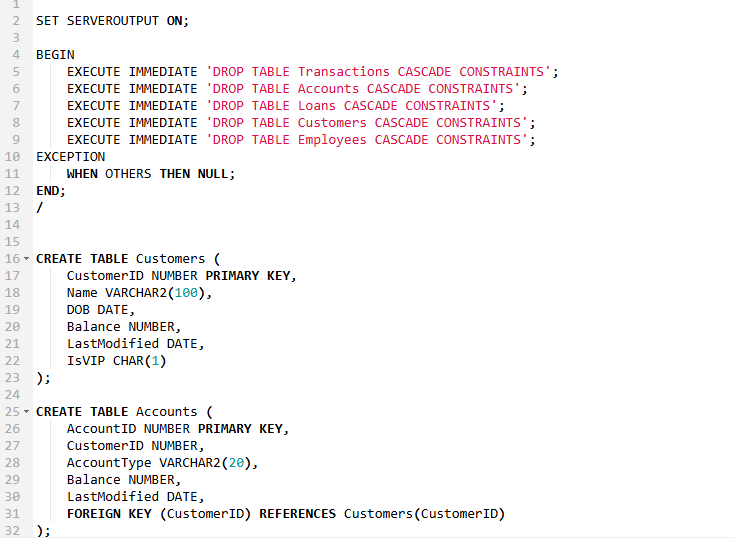 1
2 SET SERVEROUTPUT ON;
3
4 BEGIN
5     EXECUTE IMMEDIATE 'DROP TABLE Transactions CASCADE CONSTRAINTS';
6     EXECUTE IMMEDIATE 'DROP TABLE Accounts CASCADE CONSTRAINTS';
7     EXECUTE IMMEDIATE 'DROP TABLE Loans CASCADE CONSTRAINTS';
8     EXECUTE IMMEDIATE 'DROP TABLE Customers CASCADE CONSTRAINTS';
9     EXECUTE IMMEDIATE 'DROP TABLE Employees CASCADE CONSTRAINTS';
10 EXCEPTION
11     WHEN OTHERS THEN NULL;
12 END;
13 /
14
15
16 CREATE TABLE Customers (
17     CustomerID NUMBER PRIMARY KEY,
18     Name VARCHAR2(100),
19     DOB DATE,
20     Balance NUMBER,
21     LastModified DATE,
22     IsVIP CHAR(1)
23 );
24
25 CREATE TABLE Accounts (
26     AccountID NUMBER PRIMARY KEY,
27     CustomerID NUMBER,
28     AccountType VARCHAR2(20),
29     Balance NUMBER,
30     LastModified DATE,
31     FOREIGN KEY (CustomerID) REFERENCES Customers(CustomerID)
32 );